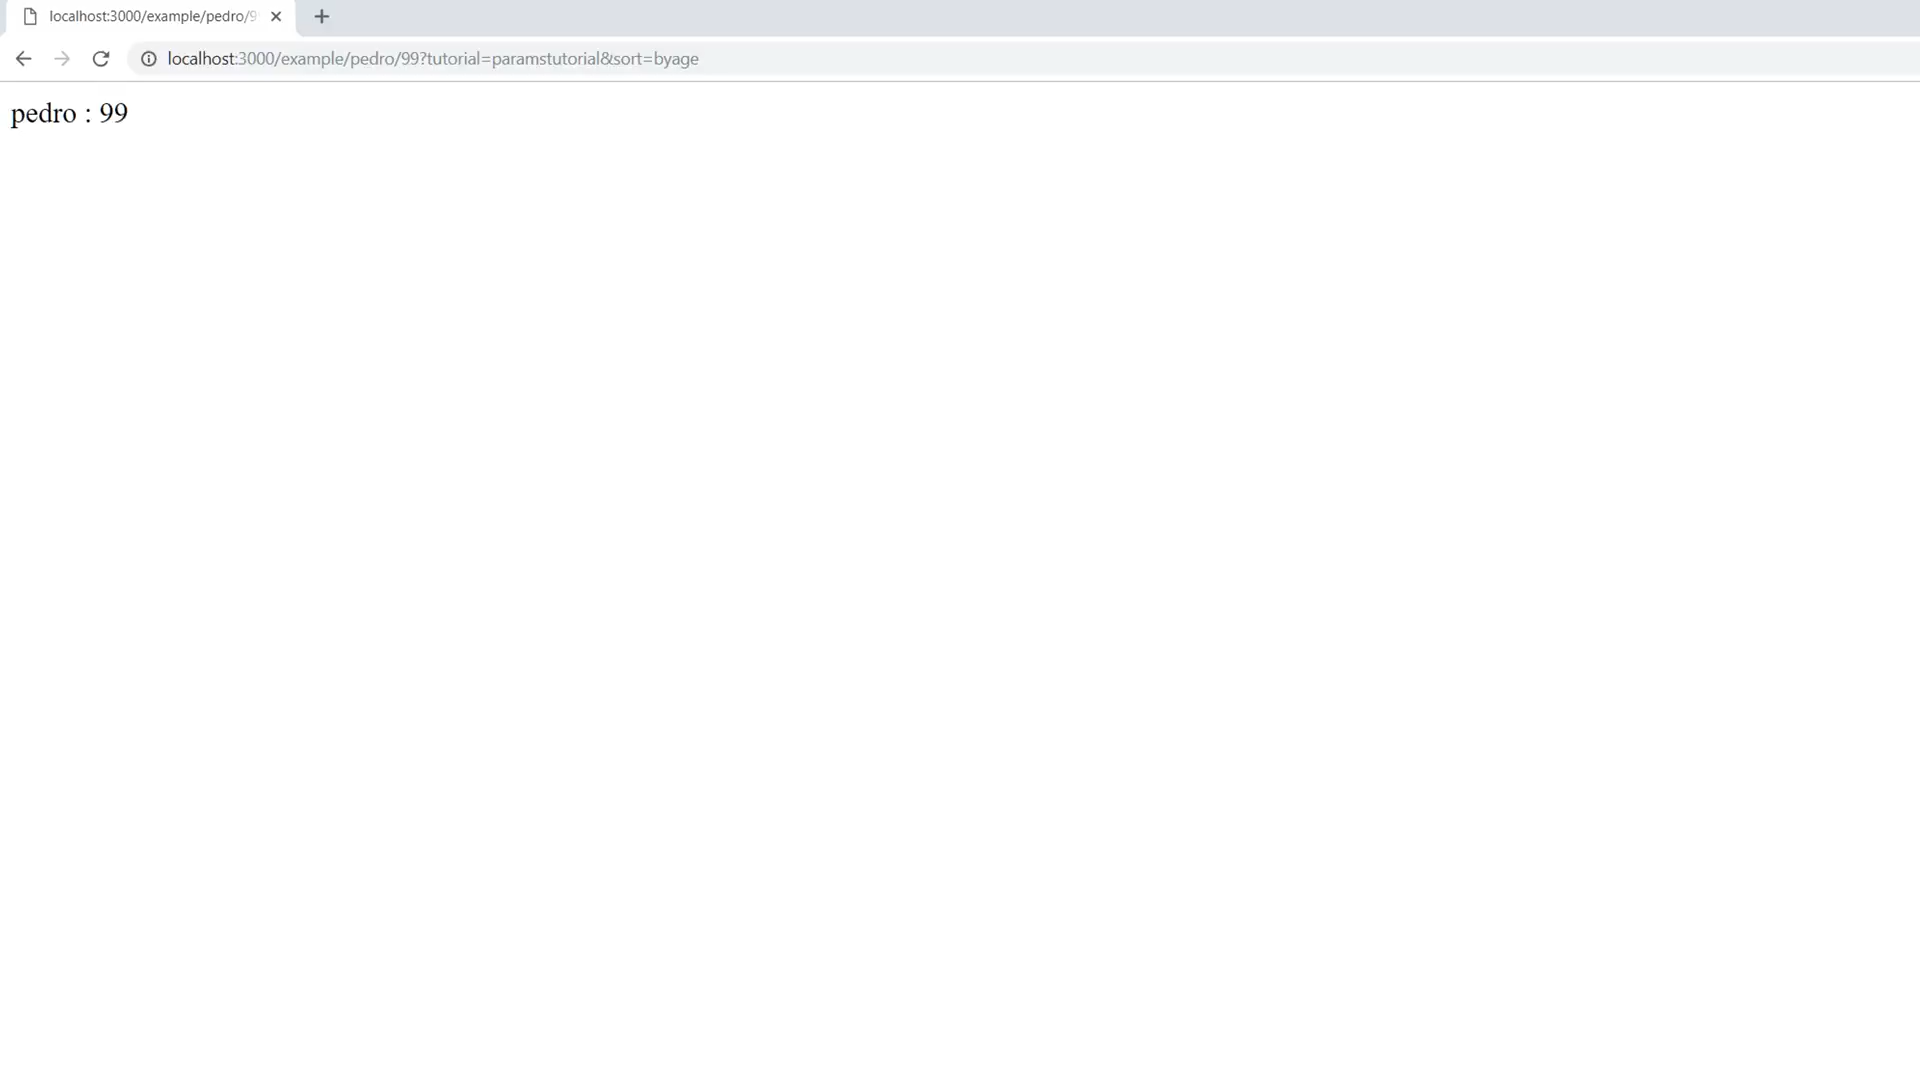 localhost:3000/example/pedro/9
localhost:3000/example/pedro/99?tutorial=paramstutorial&sort=byage
pedro : 99